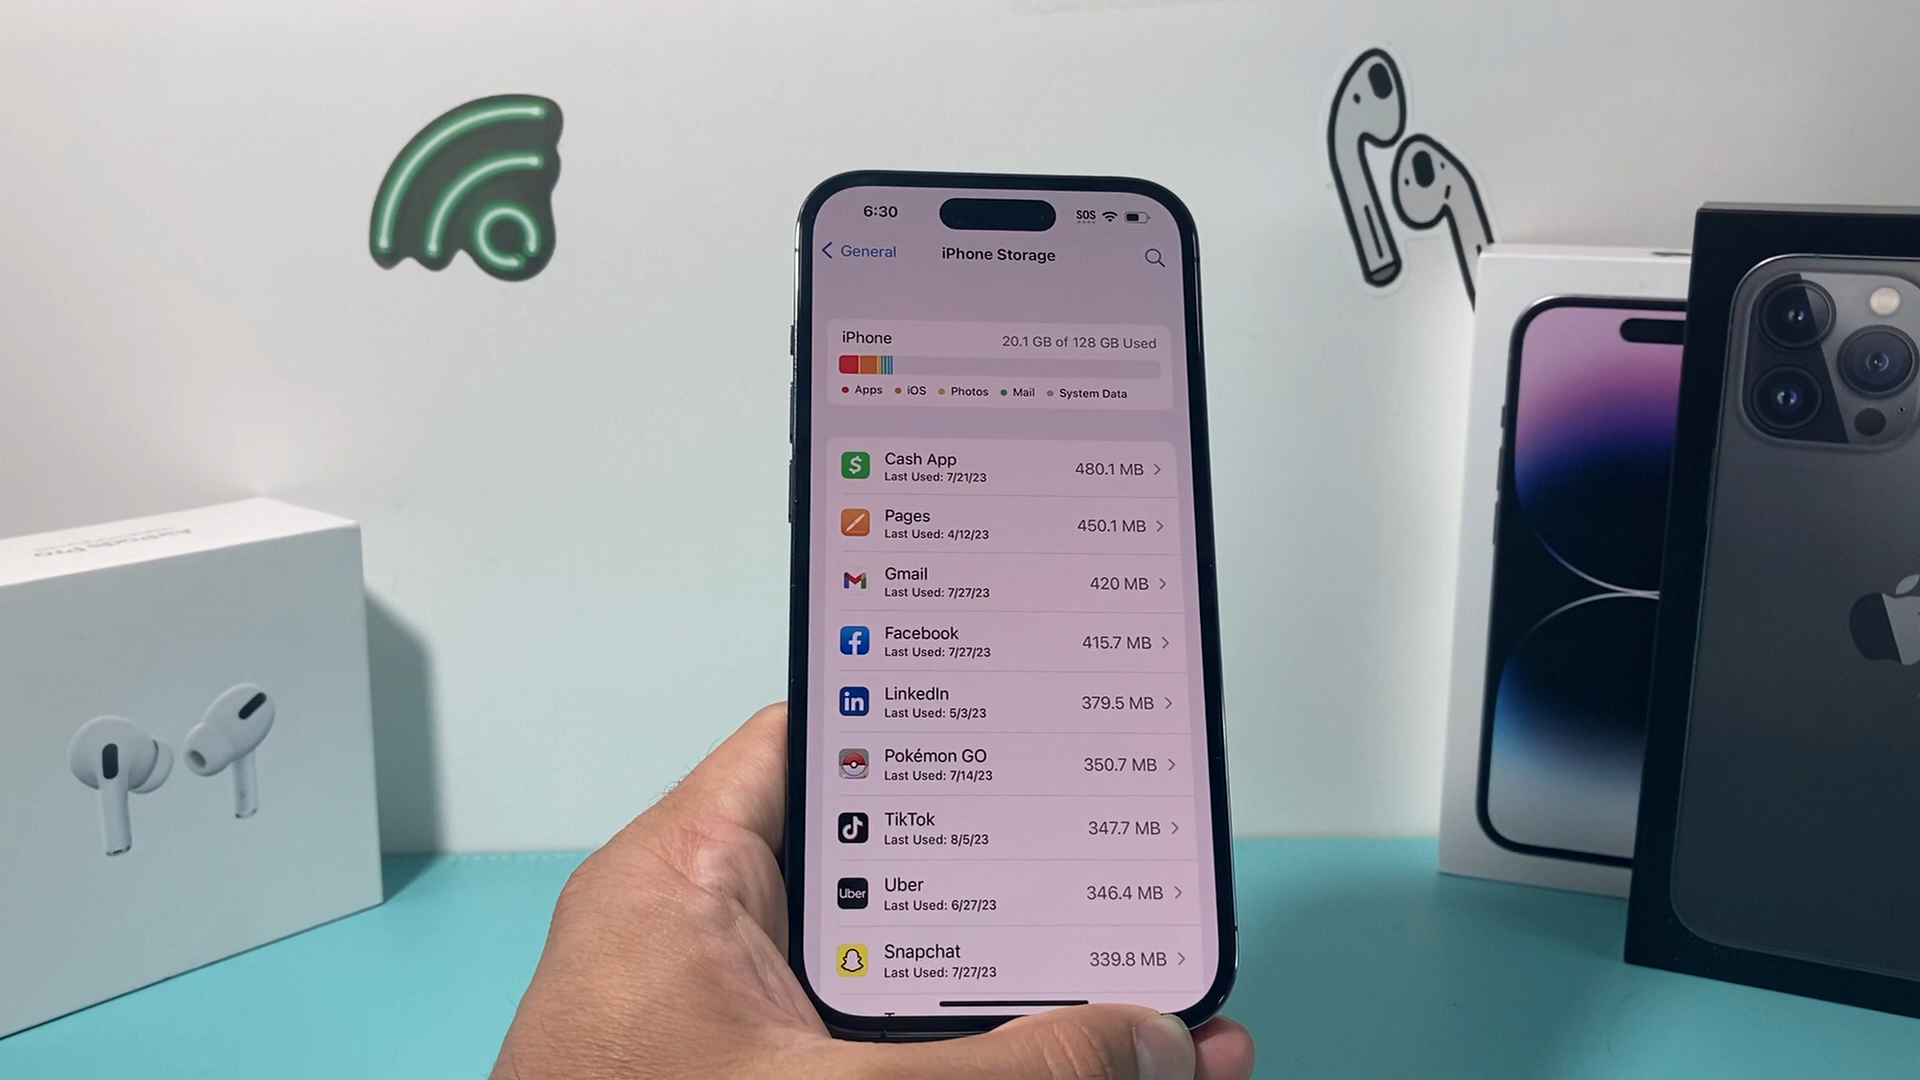 6:30
SOS
General
iPhone Storage
iPhone
20.1 GB of 128 GB Used
Apps
iOS
Photos
Mail
System Data
Cash App
480.1 MB
Last Used: 7/21/23
Pages
450.1 MB
Last Used: 4/12/23
Gmail
420 MB
Last Used: 7/27/23
Facebook
415.7 MB
Last Used: 7/27/23
in
LinkedIn
379.5 MB
Last Used: 5/3/23
Pokémon GO
350.7 MB
Last Used: 7/14/23
TikTok
347.7 MB
Last Used: 8/5/23
Uber
Uber
346.4 MB
Last Used: 6/27/23
Snapchat
339.8 MB
Last Used: 7/27/23
AirPods Pro